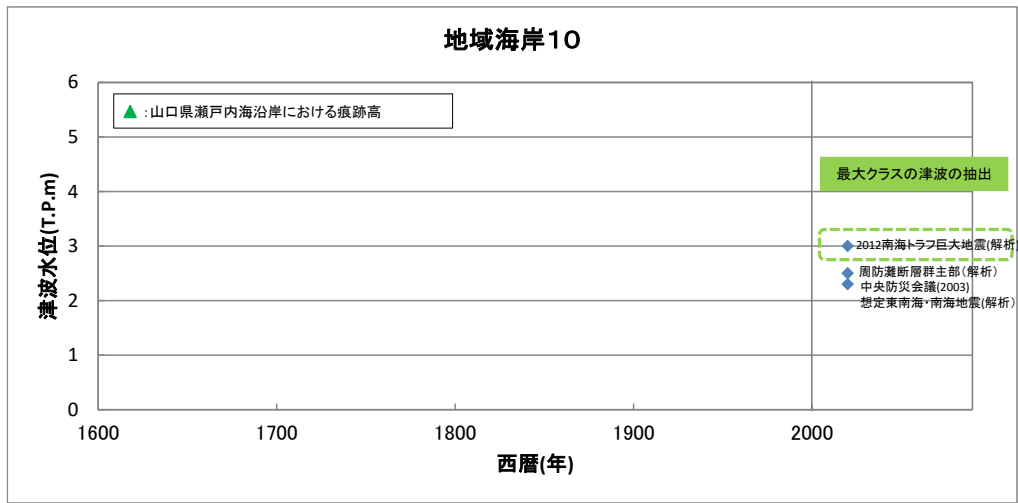 地域海岸10
6
5
4
3
2
1
0
津波水位(T.P.m)
▲:山口県瀬戸内海沿岸における痕跡高
最大クラスの津波の抽出
2012南海トラフ巨大地震(解析)
周防灘断層群主部(解析)
中央防災会議(2003)
想定東南海・南海地震(解析)
1600 1700 1800 1900 2000
西暦(年)